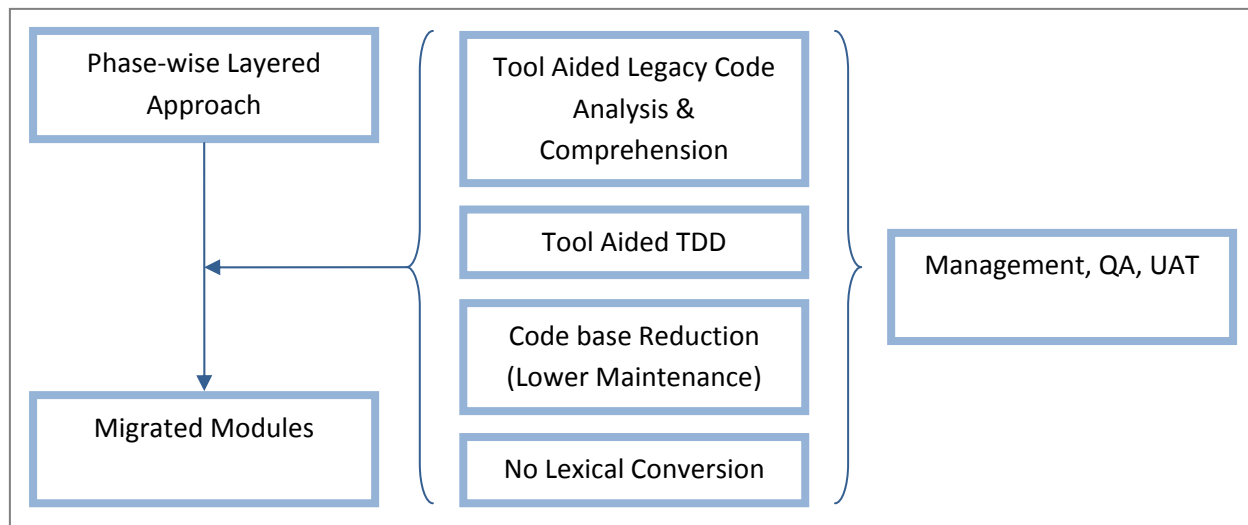 Phase-wise Layered
Approach
Migrated Modules
Tool Aided Legacy Code
Analysis &
Comprehension
Tool Aided TDD
Code base Reduction
(Lower Maintenance)
No Lexical Conversion
Management, QA, UAT